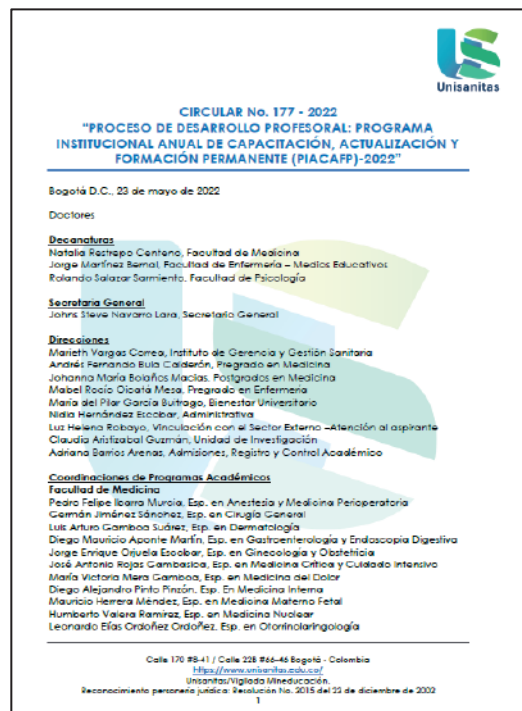 Unisanitas
CIRCULAR No. 177 - 2022
"PROCESO DE DESARROLLO PROFESORAL: PROGRAMA
INSTITUCIONAL ANUAL DE CAPACITACIÓN, ACTUALIZACIÓN Y
FORMACIÓN PERMANENTE (PIACAFP)-2022"
Bogotá D.C., 23 de mayo de 2022
Doctores
Decanaturas
Natalia Restrepo Centeno, Facultad de Medicina
Jorge Martínez Bernal, Facultad de Enfermería – Medios Educativos
Rolando Salazar Sarmiento, Facultad de Psicología
Secretaria General
Johns Steve Navarro Lara, Secretario General
Direcciones
Marieth Vargas Correa, Instituto de Gerencia y Gestión Sanitaria
Andrés Fernando Bula Calderón, Pregrado en Medicina
Johanna María Bolaños Macias, Postgrados en Medicina
Mabel Rocío Oicatá Mesa, Pregrado en Enfermería
María del Pilar García Buitrago, Bienestar Universitario
Nidia Hernández Escobar, Administrativa
Luz Helena Robayo, Vinculación con el Sector Externo –Atención al aspirante
Claudia Aristizabal Guzmán, Unidad de Investigación
Adriana Barrios Arenas, Admisiones, Registro y Control Académico
Coordinaciones de Programas Académicos
Facultad de Medicina
Pedro Felipe Ibarra Murcia, Esp. en Anestesia y Medicina Perioperatoria
Germán Jiménez Sánchez, Esp. en Cirugía General
Luis Arturo Gamboa Suárez, Esp. en Dermatología
Diego Mauricio Aponte Martín, Esp. en Gastroenterología y Endoscopia Digestiva
Jorge Enrique Orjuela Escobar, Esp. en Ginecología y Obstetricia
José Antonio Rojas Gambasica, Esp. en Medicina Crítica y Cuidado Intensivo
María Victoria Mera Gamboa, Esp. en Medicina del Dolor
Diego Alejandro Pinto Pinzón, Esp. En Medicina Interna
Mauricio Herrera Méndez, Esp. en Medicina Materno Fetal
Humberto Valera Ramírez, Esp. en Medicina Nuclear
Leonardo Elías Ordoñez Ordoñez, Esp. en Otorrinolaringología
Calle 170 #8-41 / Calle 22B #66-46 Bogotá - Colombia
https://www.unisanitas.edu.co/
Unisanitas/Vigilada Mineducación.
Reconocimiento personería jurídica: Resolución No. 3015 del 23 de diciembre de 2002
1